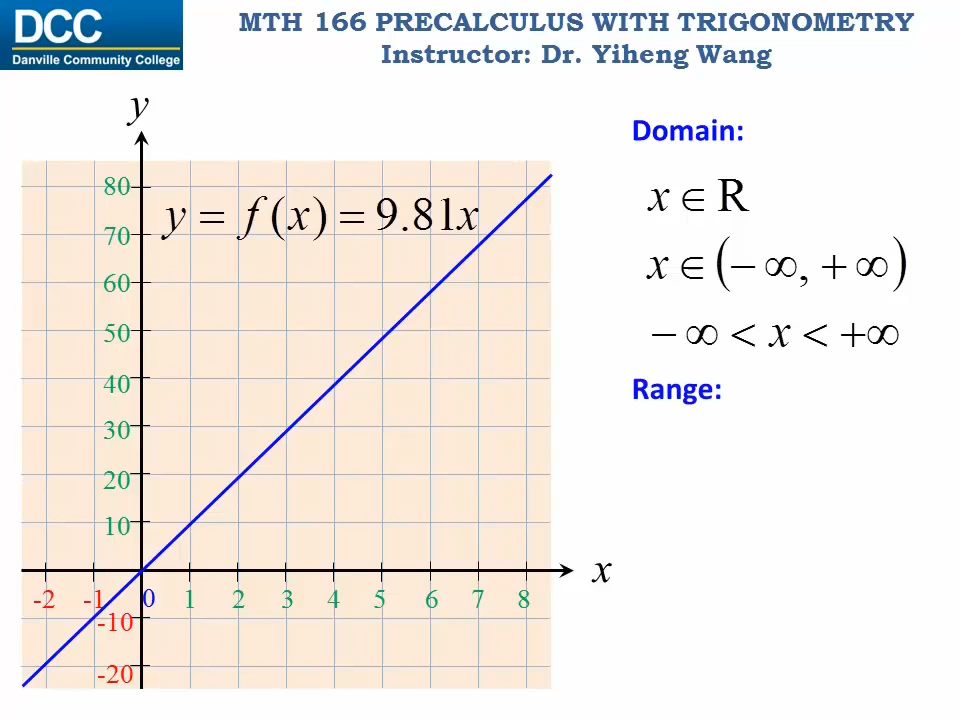 DCC
Danville Community College
MTH 166 PRECALCULUS WITH TRIGONOMETRY
Instructor: Dr. Yiheng Wang
y
80
70
60
50
40
30
20
10
y = f(x) = 9.81x
x
-2 -1 0 1 2 3 4 5 6 7 8
-10
-20
Domain:
x ∈ R
x ∈ (− ∞, + ∞)
− ∞ < x < +∞
Range: